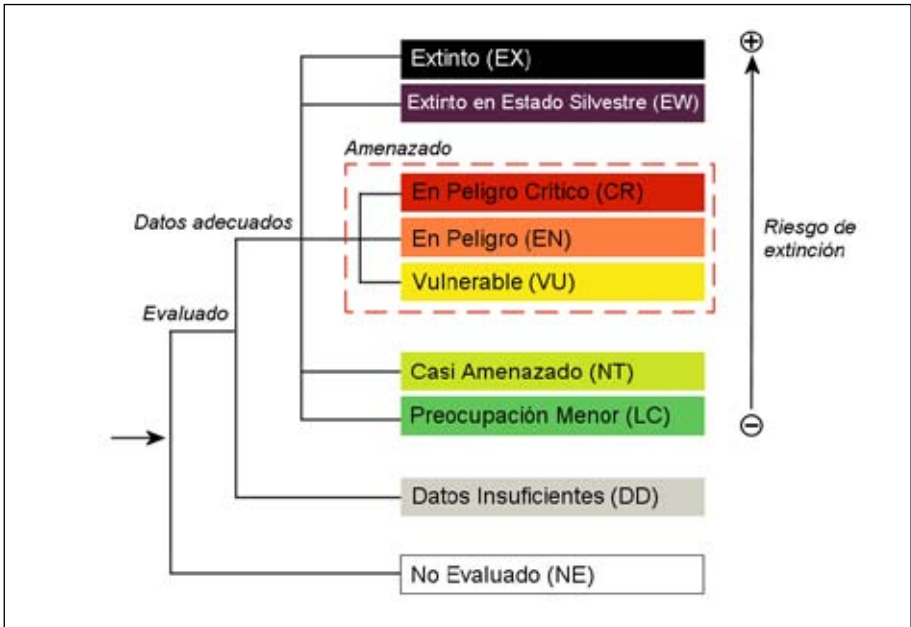 Extinto (EX)
Extinto en Estado Silvestre (EW)
Amenazado
En Peligro Crítico (CR)
Datos adecuados
En Peligro (EN)
Riesgo de
extinción
Vulnerable (VU)
Evaluado
Casi Amenazado (NT)
Preocupación Menor (LC)
Datos Insuficientes (DD)
No Evaluado (NE)